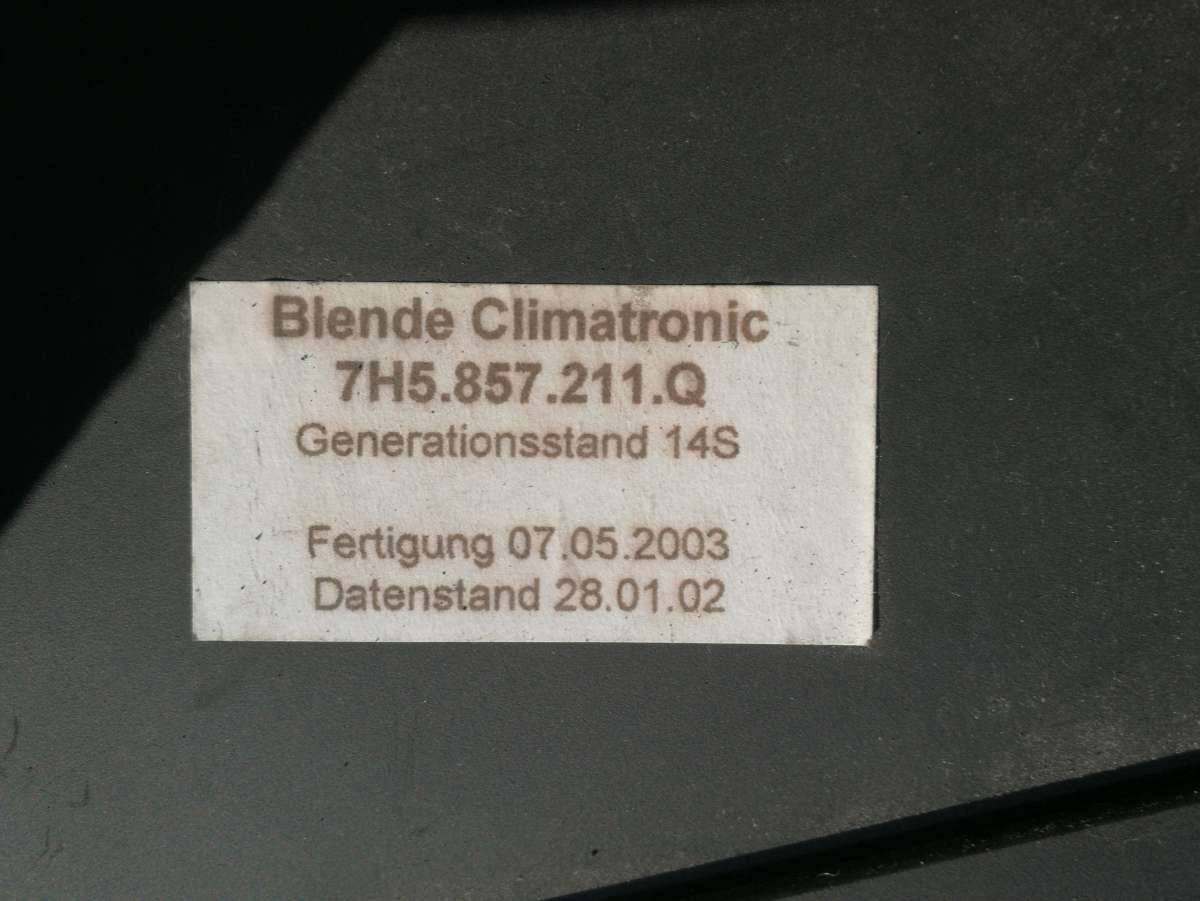 Blende Climatronic
7H5.857.211.Q
Generationsstand 14S
Fertigung 07.05.2003
Datenstand 28.01.02